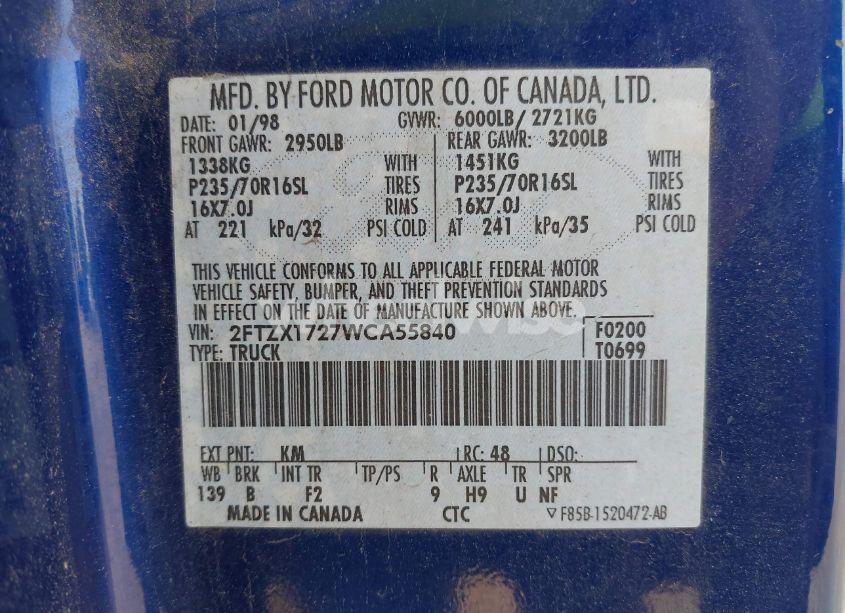 MFD. BY FORD MOTOR CO. OF CANADA, LTD.
DATE: 01/98 GVWR: 6000LB/ 2721KG
FRONT GAWR: 2950LB REAR GAWR: 3200LB
1338KG WITH 1451KG WITH
P235/70R16SL TIRES P235/70R16SL TIRES
16X7.0J RIMS 16X7.0J RIMS
AT 221 kPa/32 PSI COLD AT 241 kPa/35 PSI COLD
THIS VEHICLE CONFORMS TO ALL APPLICABLE FEDERAL MOTOR
VEHICLE SAFETY, BUMPER, AND THEFT PREVENTION STANDARDS
IN EFFECT ON THE DATE OF MANUFACTURE SHOWN ABOVE.
VIN: 2FTZX1727WCA55840 F0200
TYPE: TRUCK T0699
EXT PNT: KM RC: 48 DSO:
WB BRK INT TR TP/PS R AXLE TR SPR
139 B F2 9 H9 U NF
MADE IN CANADA CTC ▽ F85B-1520472-AB